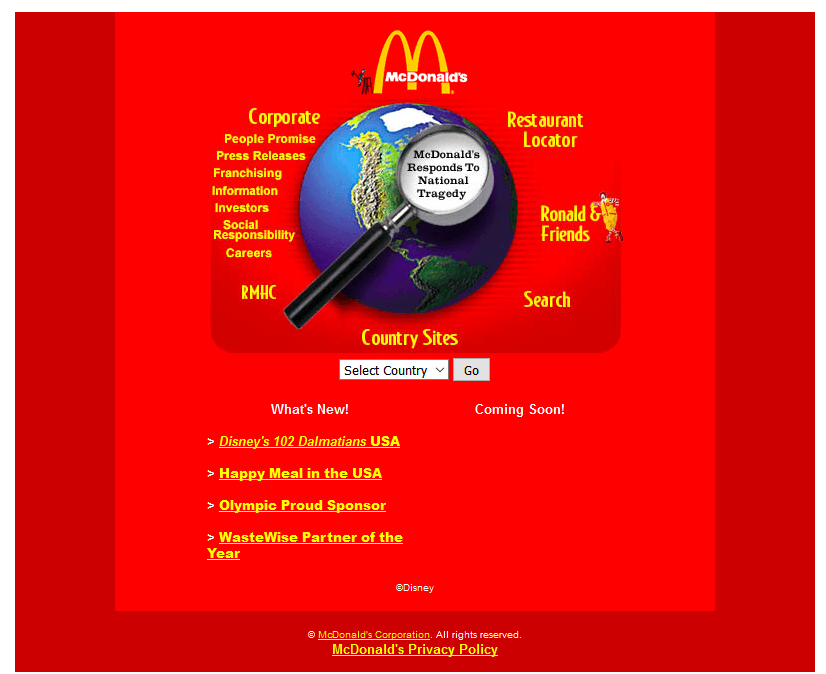 McDonald's
Corporate
People Promise
Press Releases
Franchising
Information
Investors
Social
Responsibility
Careers
RMHC
McDonald's
Responds To
National
Tragedy
Restaurant
Locator
Ronald &
Friends
Search
Country Sites
Select Country
Go
What's New!
> Disney's 102 Dalmatians USA
> Happy Meal in the USA
> Olympic Proud Sponsor
> WasteWise Partner of the
Year
Coming Soon!
©Disney
© McDonald's Corporation. All rights reserved.
McDonald's Privacy Policy